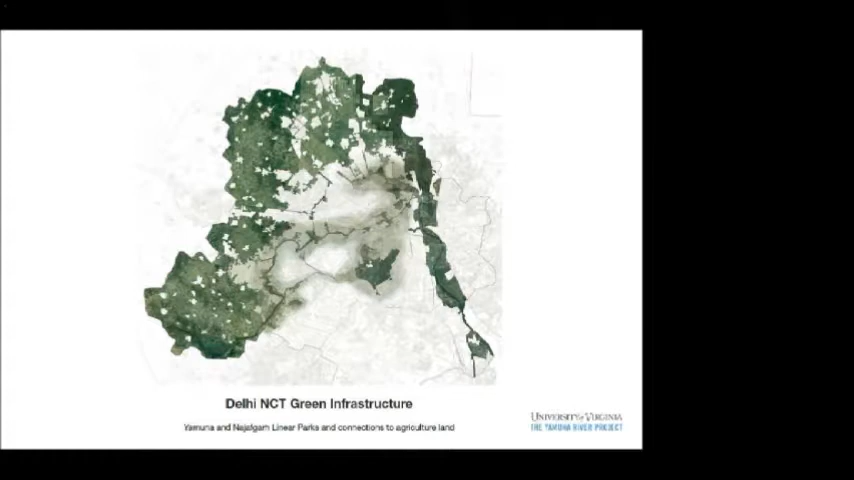 Delhi NCT Green Infrastructure
Yamuna and Najafgarh Linear Parks and connections to agriculture land
UNIVERSITY of VIRGINIA
THE YAMUNA RIVER PROJECT